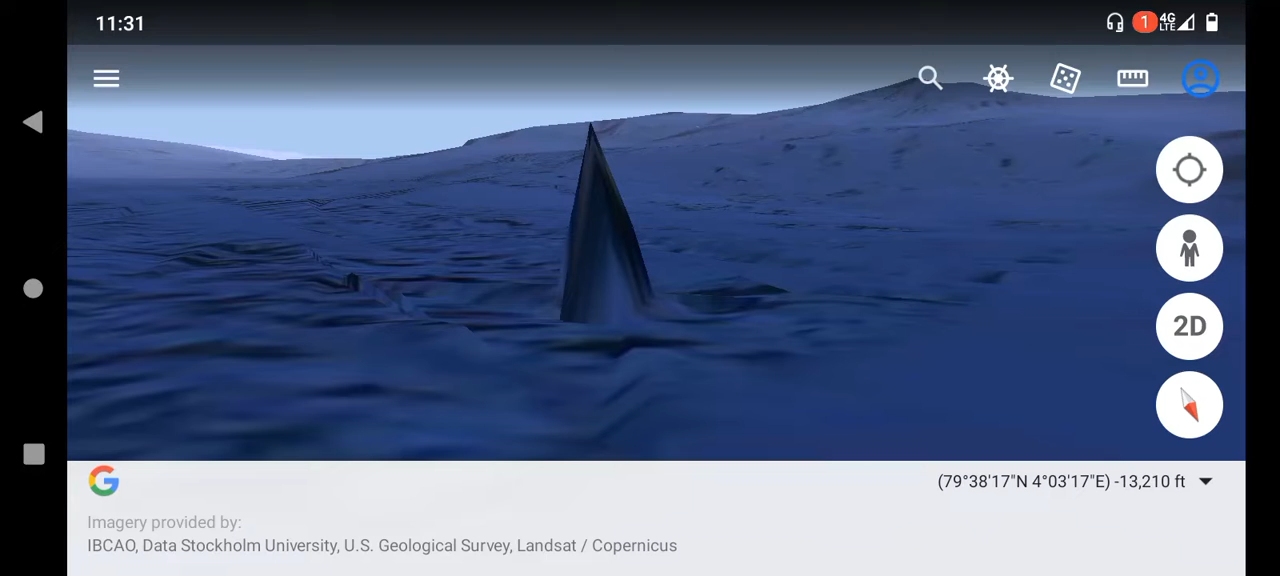 11:31
1
4G
LTE
2D
(79°38'17"N 4°03'17"E) -13,210 ft
Imagery provided by:
IBCAO, Data Stockholm University, U.S. Geological Survey, Landsat / Copernicus